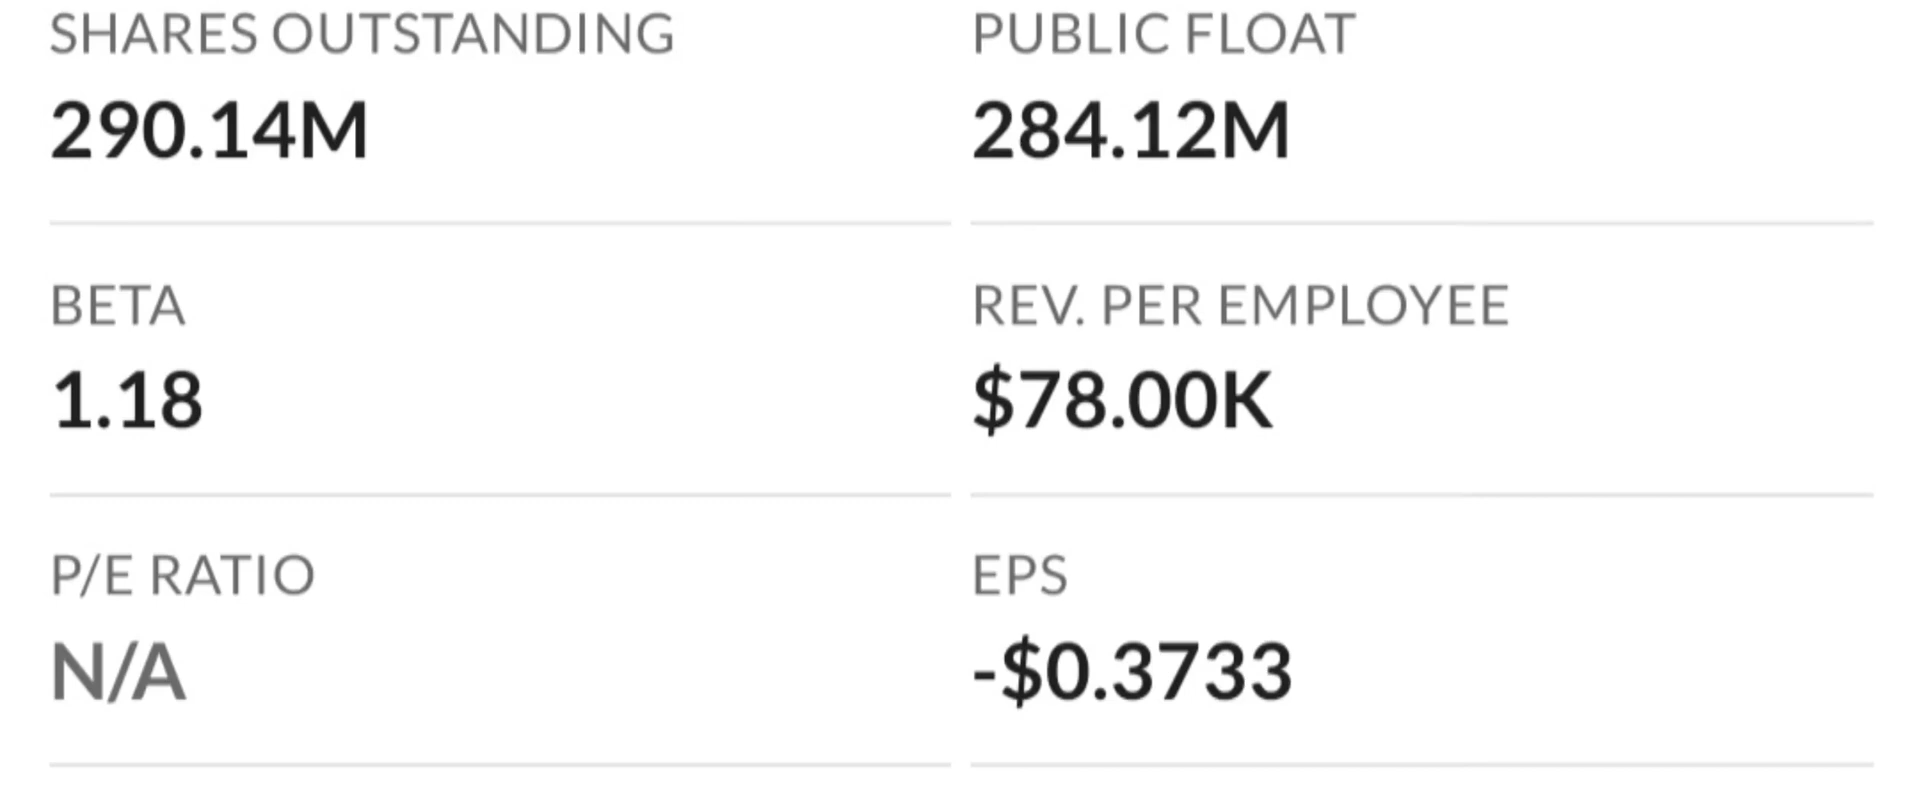 SHARES OUTSTANDING
290.14M
PUBLIC FLOAT
284.12M
BETA
1.18
REV. PER EMPLOYEE
$78.00K
P/E RATIO
N/A
EPS
-$0.3733